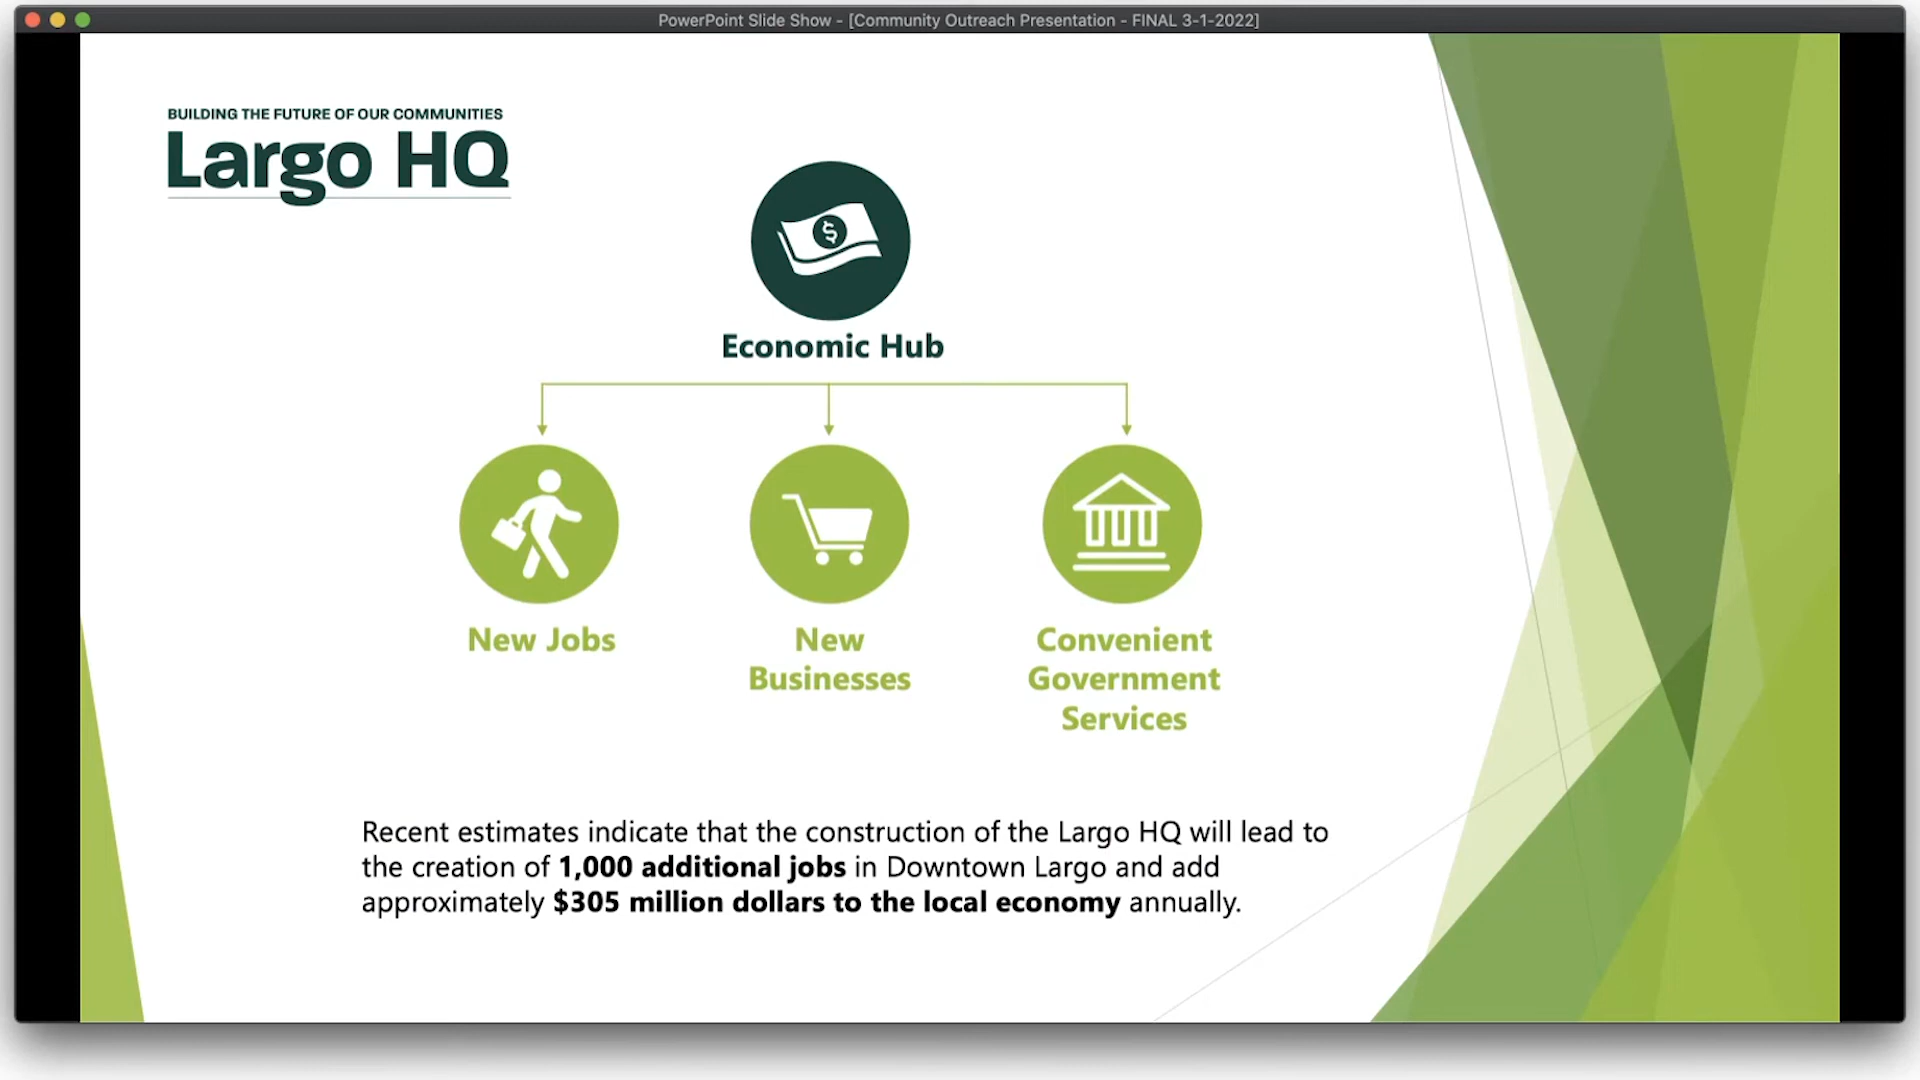 PowerPoint Slide Show - [Community Outreach Presentation - FINAL 3-1-2022]
BUILDING THE FUTURE OF OUR COMMUNITIES
Largo HQ
$
Economic Hub
New Jobs
New
Businesses
Convenient
Government
Services
Recent estimates indicate that the construction of the Largo HQ will lead to
the creation of 1,000 additional jobs in Downtown Largo and add
approximately $305 million dollars to the local economy annually.